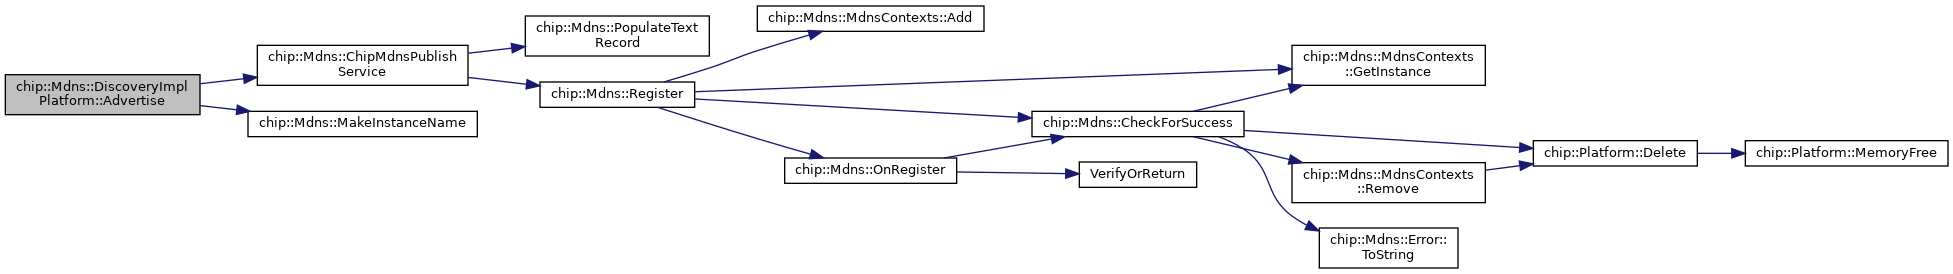 chip::Mdns::DiscoveryImpl
Platform::Advertise
chip::Mdns::ChipMdnsPublish
Service
chip::Mdns::MakeInstanceName
chip::Mdns::PopulateText
Record
chip::Mdns::Register
chip::Mdns::MdnsContexts::Add
chip::Mdns::OnRegister
chip::Mdns::CheckForSuccess
VerifyOrReturn
chip::Mdns::MdnsContexts
::GetInstance
chip::Mdns::MdnsContexts
::Remove
chip::Mdns::Error::
ToString
chip::Platform::Delete
chip::Platform::MemoryFree